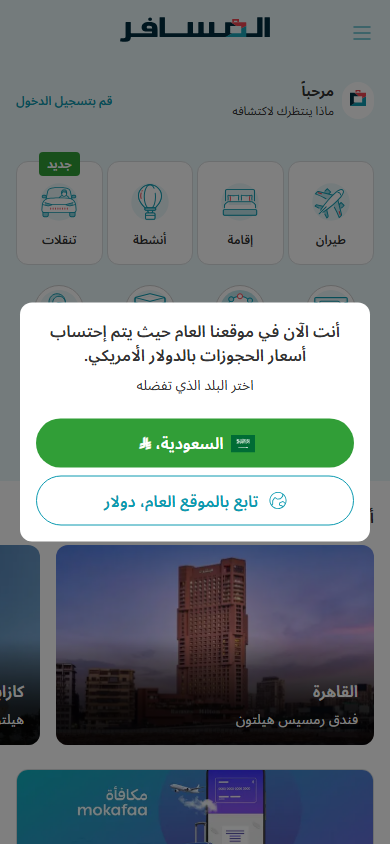 المسافر
مرحباً
ماذا ينتظرك لاكتشافه
قم بتسجيل الدخول
جديد
طيران
إقامة
أنشطة
تنقلات
أنت الآن في موقعنا العام حيث يتم إحتساب
أسعار الحجوزات بالدولار الأمريكي.
اختر البلد الذي تفضله
السعودية،
تابع بالموقع العام، دولار
القاهرة
فندق رمسيس هيلتون
مكافأة
mokafaa